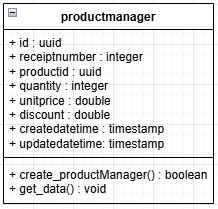 productmanager
+ id : uuid
+ receiptnumber : integer
+ productid : uuid
+ quantity : integer
+ unitprice : double
+ discount : double
+ createdatetime : timestamp
+ updatedatetime: timestamp
+ create_productManager() : boolean
+ get_data() : void